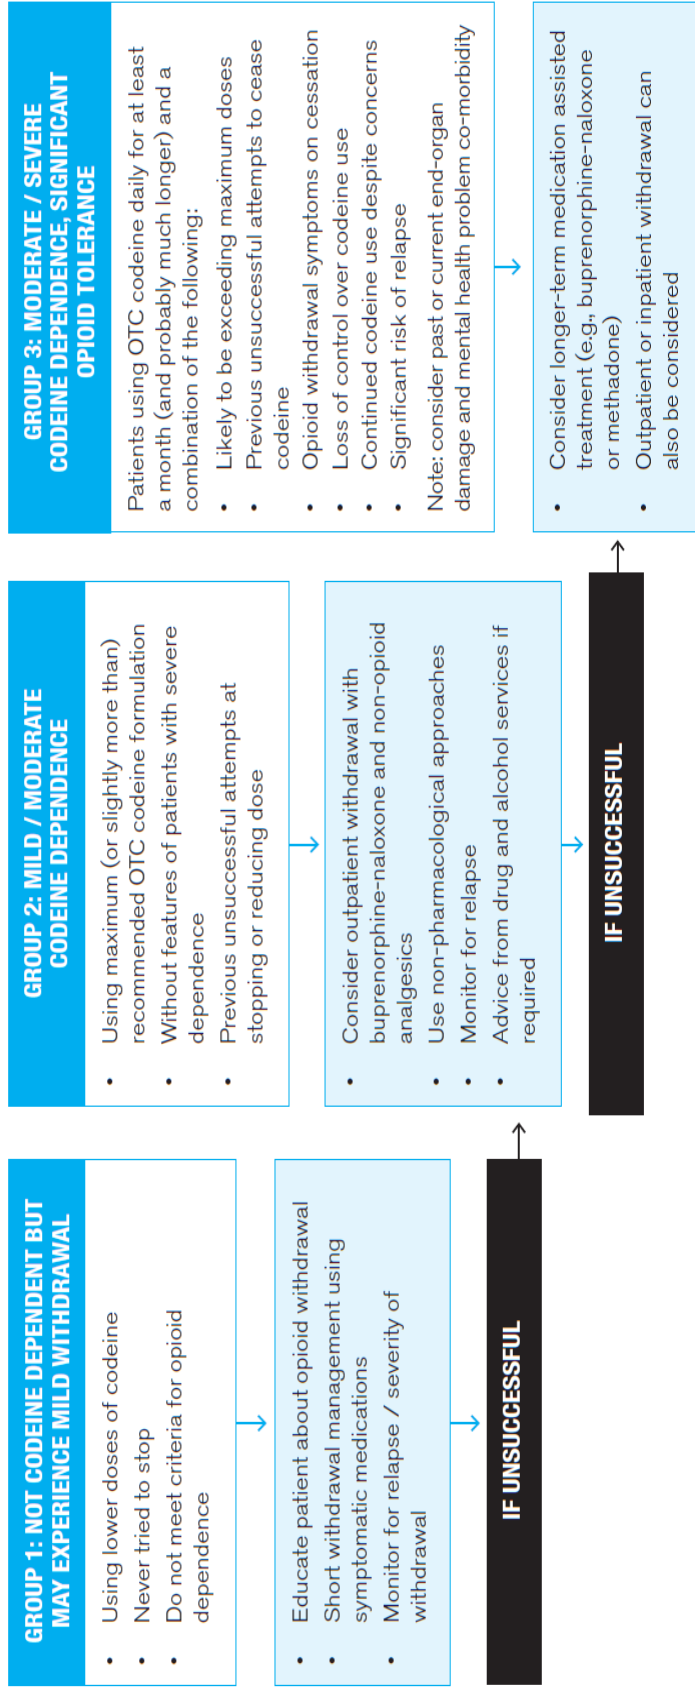 GROUP 1: NOT CODEINE DEPENDENT BUT
MAY EXPERIENCE MILD WITHDRAWAL
• Using lower doses of codeine
• Never tried to stop
• Do not meet criteria for opioid
dependence
• Educate patient about opioid withdrawal
• Short withdrawal management using
symptomatic medications
• Monitor for relapse / severity of
withdrawal
IF UNSUCCESSFUL
GROUP 2: MILD / MODERATE
CODEINE DEPENDENCE
• Using maximum (or slightly more than)
recommended OTC codeine formulation
• Without features of patients with severe
dependence
• Previous unsuccessful attempts at
stopping or reducing dose
• Consider outpatient withdrawal with
buprenorphine-naloxone and non-opioid
analgesics
• Use non-pharmacological approaches
• Monitor for relapse
• Advice from drug and alcohol services if
required
IF UNSUCCESSFUL
GROUP 3: MODERATE / SEVERE
CODEINE DEPENDENCE, SIGNIFICANT
OPIOID TOLERANCE
Patients using OTC codeine daily for at least
a month (and probably much longer) and a
combination of the following:
• Likely to be exceeding maximum doses
• Previous unsuccessful attempts to cease
codeine
• Opioid withdrawal symptoms on cessation
• Loss of control over codeine use
• Continued codeine use despite concerns
• Significant risk of relapse
Note: consider past or current end-organ
damage and mental health problem co-morbidity
• Consider longer-term medication assisted
treatment (e.g., buprenorphine-naloxone
or methadone)
• Outpatient or inpatient withdrawal can
also be considered